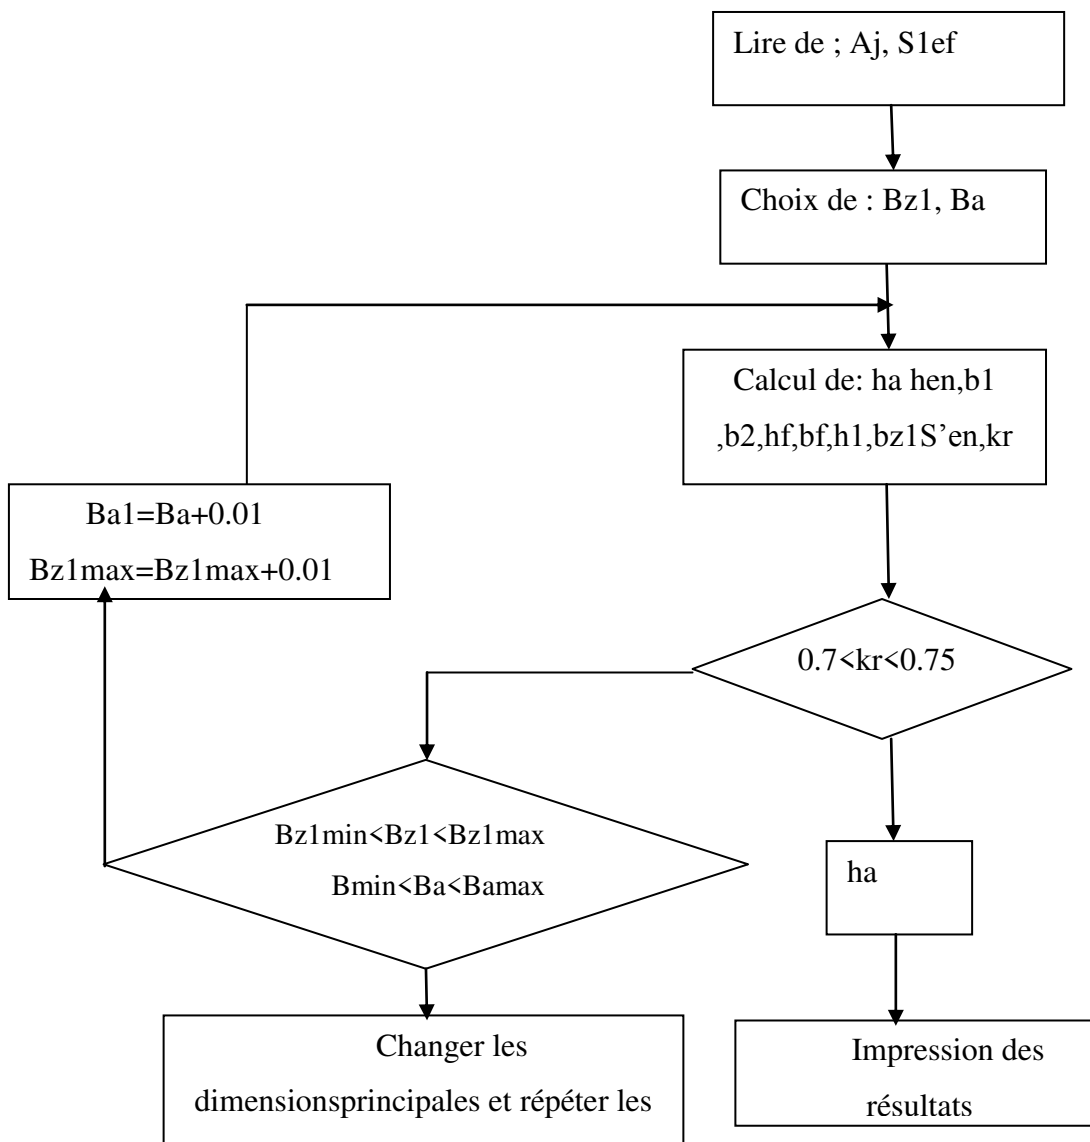 Lire de ; Aj, S1ef
Choix de : Bz1, Ba
Calcul de: ha hen,b1
,b2,hf,bf,h1,bz1S’en,kr
Ba1=Ba+0.01
Bz1max=Bz1max+0.01
0.7<kr<0.75
Bz1min<Bz1<Bz1max
Bmin<Ba<Bamax
ha
Changer les
dimensionsprincipales et répéter les
Impression des
résultats